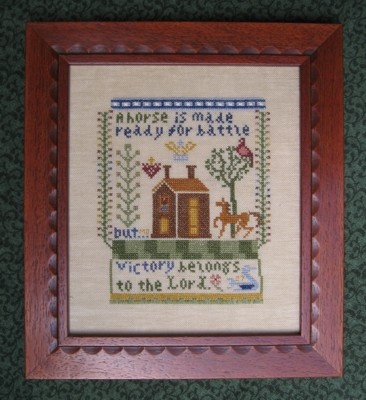 A horse is made
ready for battle
but...
Victory belongs
to the Lord.